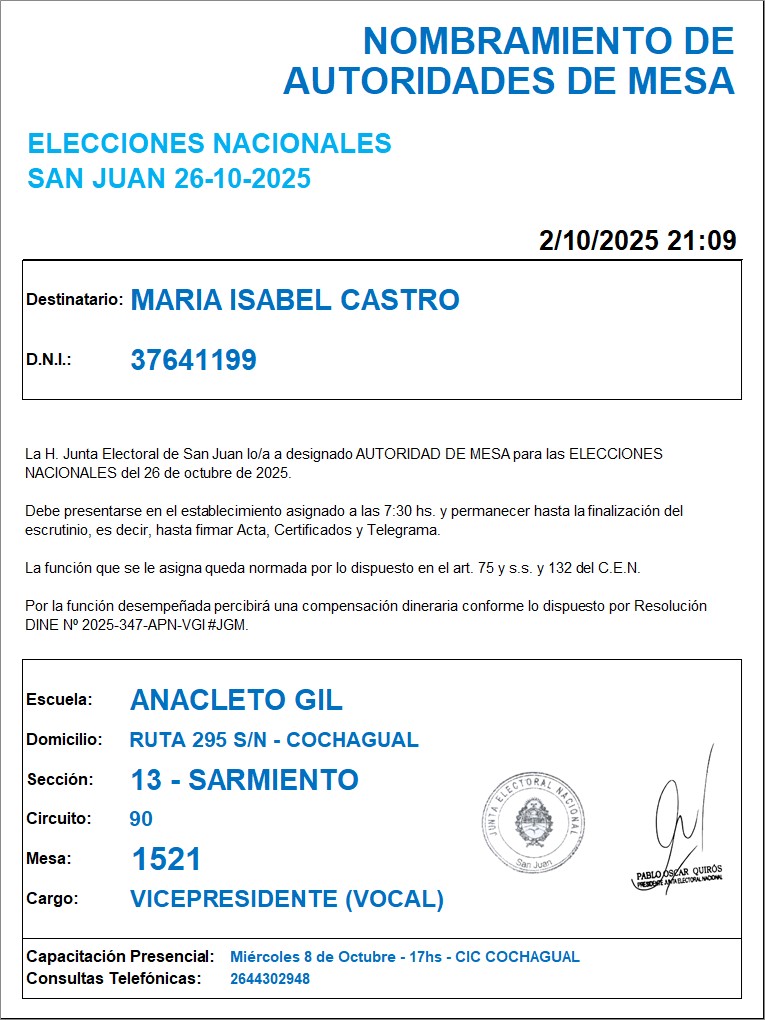 NOMBRAMIENTO DE
AUTORIDADES DE MESA
ELECCIONES NACIONALES
SAN JUAN 26-10-2025
2/10/2025 21:09
Destinatario: MARIA ISABEL CASTRO
D.N.I.: 37641199
La H. Junta Electoral de San Juan lo/a a designado AUTORIDAD DE MESA para las ELECCIONES
NACIONALES del 26 de octubre de 2025.
Debe presentarse en el establecimiento asignado a las 7:30 hs. y permanecer hasta la finalización del
escrutinio, es decir, hasta firmar Acta, Certificados y Telegrama.
La función que se le asigna queda normada por lo dispuesto en el art. 75 y s.s. y 132 del C.E.N.
Por la función desempeñada percibirá una compensación dineraria conforme lo dispuesto por Resolución
DINE Nº 2025-347-APN-VGI#JGM.
Escuela: ANACLETO GIL
Domicilio: RUTA 295 S/N - COCHAGUAL
Sección: 13 - SARMIENTO
Circuito: 90
Mesa: 1521
Cargo: VICEPRESIDENTE (VOCAL)
JUNTA ELECTORAL NACIONAL
San Juan
PABLO OSCAR QUIRÓS
PRESIDENTE JUNTA ELECTORAL NACIONAL
Capacitación Presencial: Miércoles 8 de Octubre - 17hs - CIC COCHAGUAL
Consultas Telefónicas: 2644302948